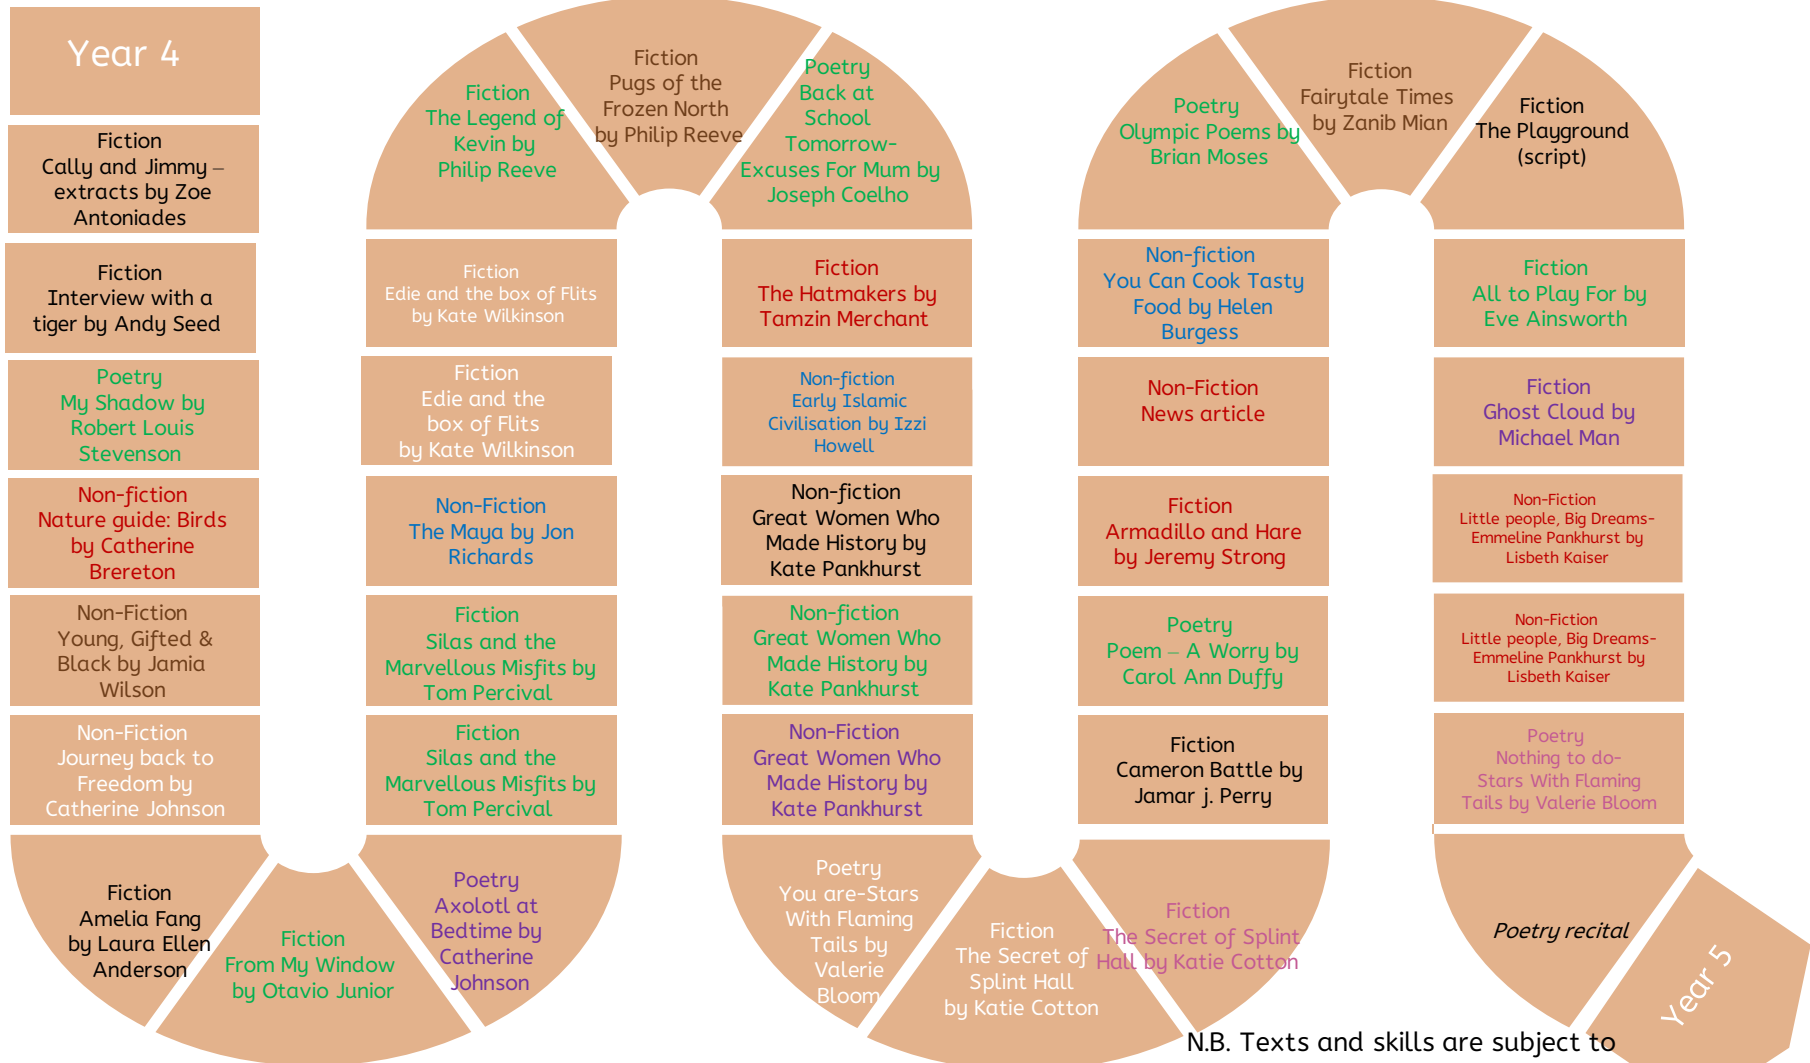 Year 4
Fiction
Cally and Jimmy –
extracts by Zoe
Antoniades
Fiction
Interview with a
tiger by Andy Seed
Poetry
My Shadow by
Robert Louis
Stevenson
Non-fiction
Nature guide: Birds
by Catherine
Brereton
Non-Fiction
Young, Gifted &
Black by Jamia
Wilson
Non-Fiction
Journey back to
Freedom by
Catherine Johnson
Fiction
Amelia Fang
by Laura Ellen
Anderson
Fiction
From My Window
by Otavio Junior
Poetry
Axolotl at
Bedtime by
Catherine
Johnson
Fiction
Silas and the
Marvellous Misfits by
Tom Percival
Fiction
Silas and the
Marvellous Misfits by
Tom Percival
Non-Fiction
The Maya by Jon
Richards
Fiction
Edie and the
box of Flits
by Kate Wilkinson
Fiction
Edie and the box of Flits
by Kate Wilkinson
Fiction
The Legend of
Kevin by
Philip Reeve
Fiction
Pugs of the
Frozen North
by Philip Reeve
Poetry
Back at
School
Tomorrow-
Excuses For Mum by
Joseph Coelho
Fiction
The Hatmakers by
Tamzin Merchant
Non-fiction
Early Islamic
Civilisation by Izzi
Howell
Non-fiction
Great Women Who
Made History by
Kate Pankhurst
Non-fiction
Great Women Who
Made History by
Kate Pankhurst
Non-Fiction
Great Women Who
Made History by
Kate Pankhurst
Poetry
You are-Stars
With Flaming
Tails by
Valerie
Bloom
Fiction
The Secret of
Splint Hall
by Katie Cotton
Fiction
The Secret of Splint
Hall by Katie Cotton
Fiction
Cameron Battle by
Jamar j. Perry
Poetry
Poem – A Worry by
Carol Ann Duffy
Fiction
Armadillo and Hare
by Jeremy Strong
Non-Fiction
News article
Non-fiction
You Can Cook Tasty
Food by Helen
Burgess
Poetry
Olympic Poems by
Brian Moses
Fiction
Fairytale Times
by Zanib Mian
Fiction
The Playground
(script)
Fiction
All to Play For by
Eve Ainsworth
Fiction
Ghost Cloud by
Michael Man
Non-Fiction
Little people, Big Dreams-
Emmeline Pankhurst by
Lisbeth Kaiser
Non-Fiction
Little people, Big Dreams-
Emmeline Pankhurst by
Lisbeth Kaiser
Poetry
Nothing to do-
Stars With Flaming
Tails by Valerie Bloom
Poetry recital
Year 5
N.B. Texts and skills are subject to